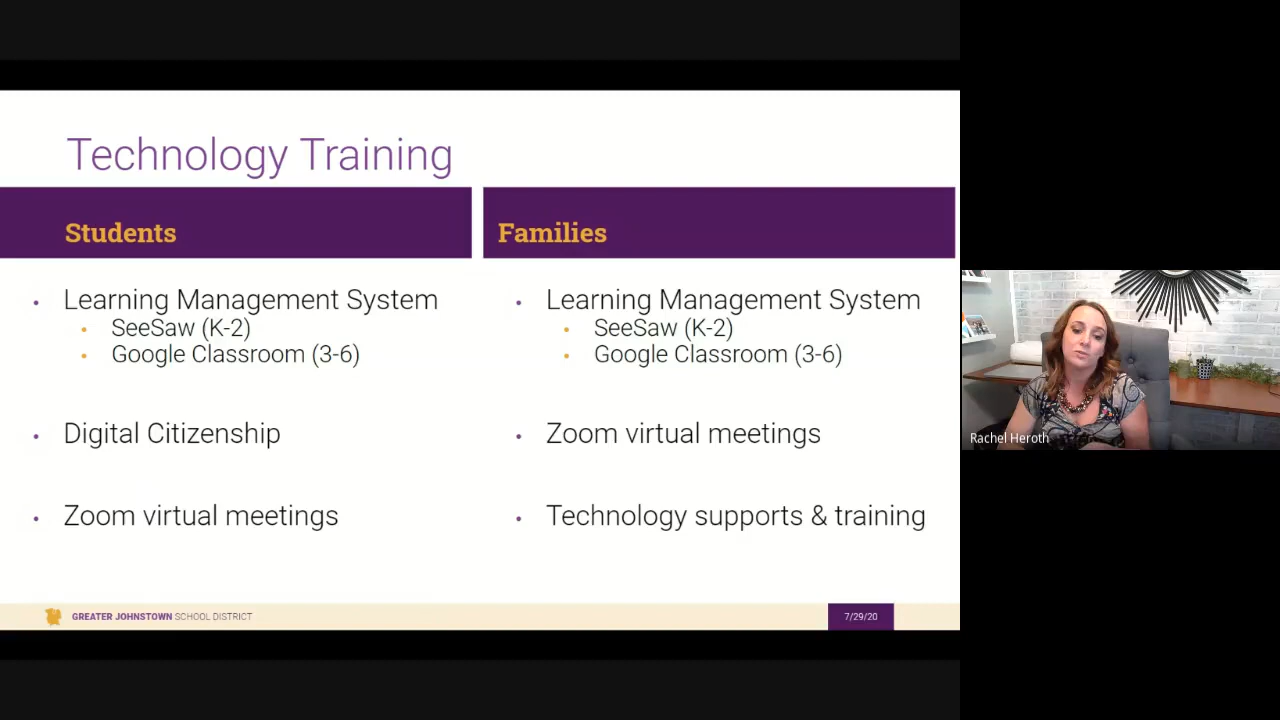 Technology Training
Students
Learning Management System
SeeSaw (K-2)
Google Classroom (3-6)
Digital Citizenship
Zoom virtual meetings
Families
Learning Management System
SeeSaw (K-2)
Google Classroom (3-6)
Zoom virtual meetings
Technology supports & training
GREATER JOHNSTOWN SCHOOL DISTRICT
7/29/20
Rachel Heroth